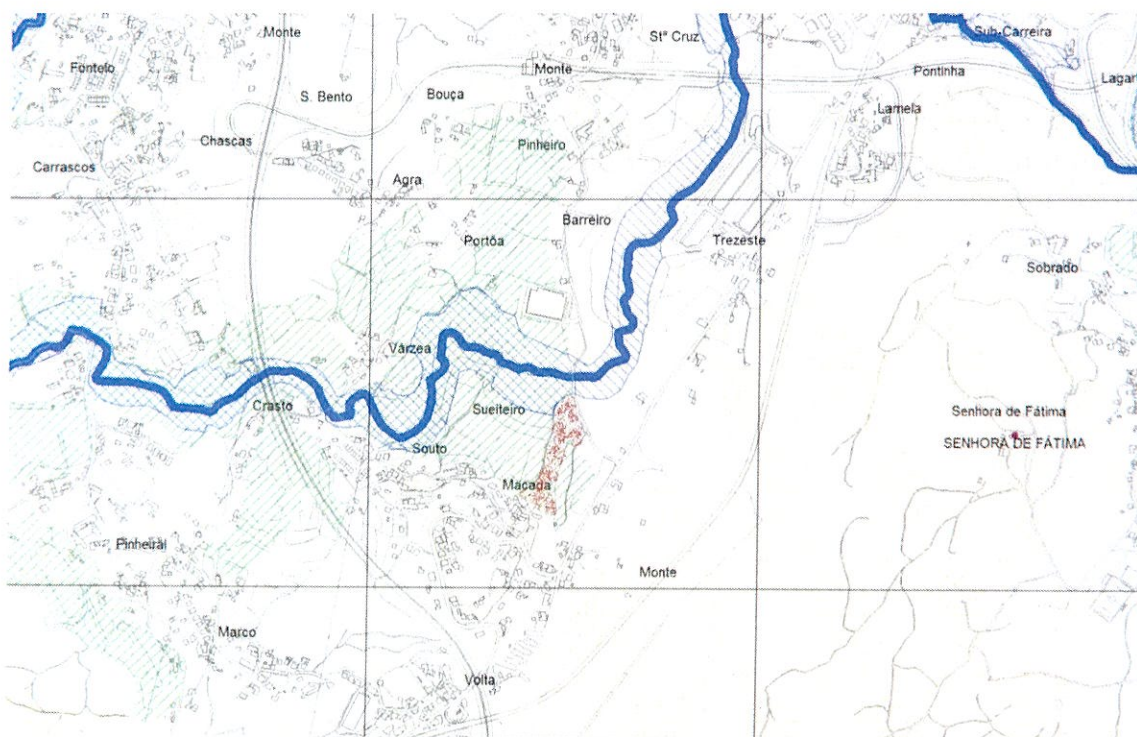 Monte
Stª Cruz
Sub-Carreira
Fontelo
Monte
Pontinha
Lagar
S. Bento
Bouça
Lamela
Chascas
Pinheiro
Carrascos
Agra
Barreiro
Portôa
Trezeste
Sobrado
Várzea
Crasto
Sueiteiro
Senhora de Fátima
Souto
SENHORA DE FÁTIMA
Macada
Pinheiral
Monte
Marco
Volta